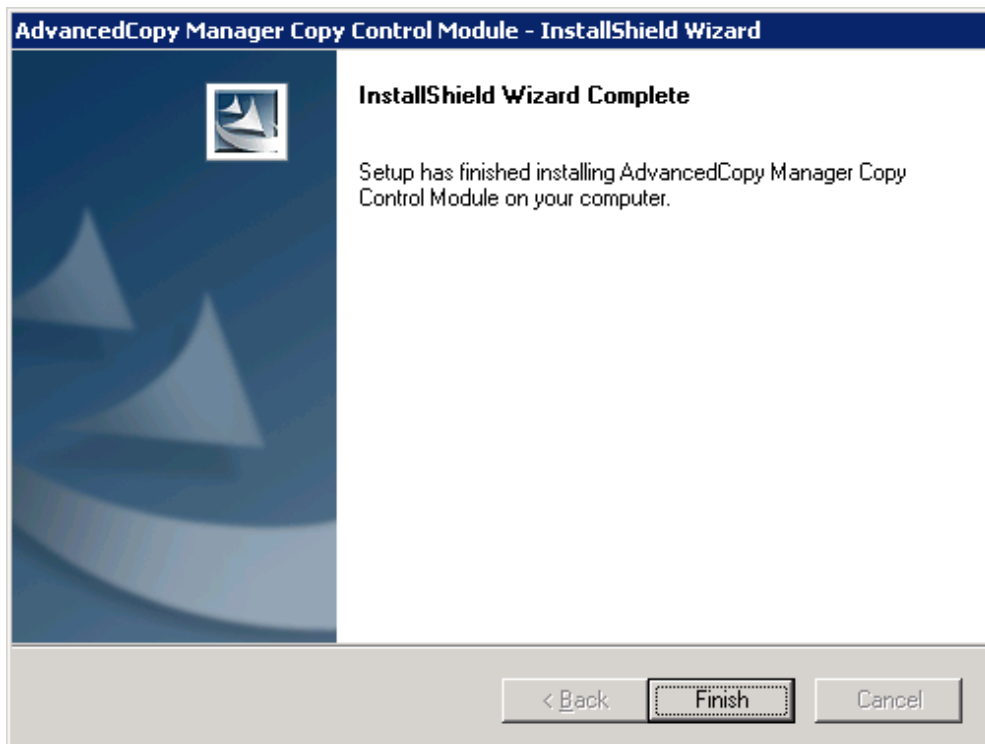 AdvancedCopy Manager Copy Control Module - InstallShield Wizard
InstallShield Wizard Complete
Setup has finished installing AdvancedCopy Manager Copy
Control Module on your computer.
< Back Finish Cancel